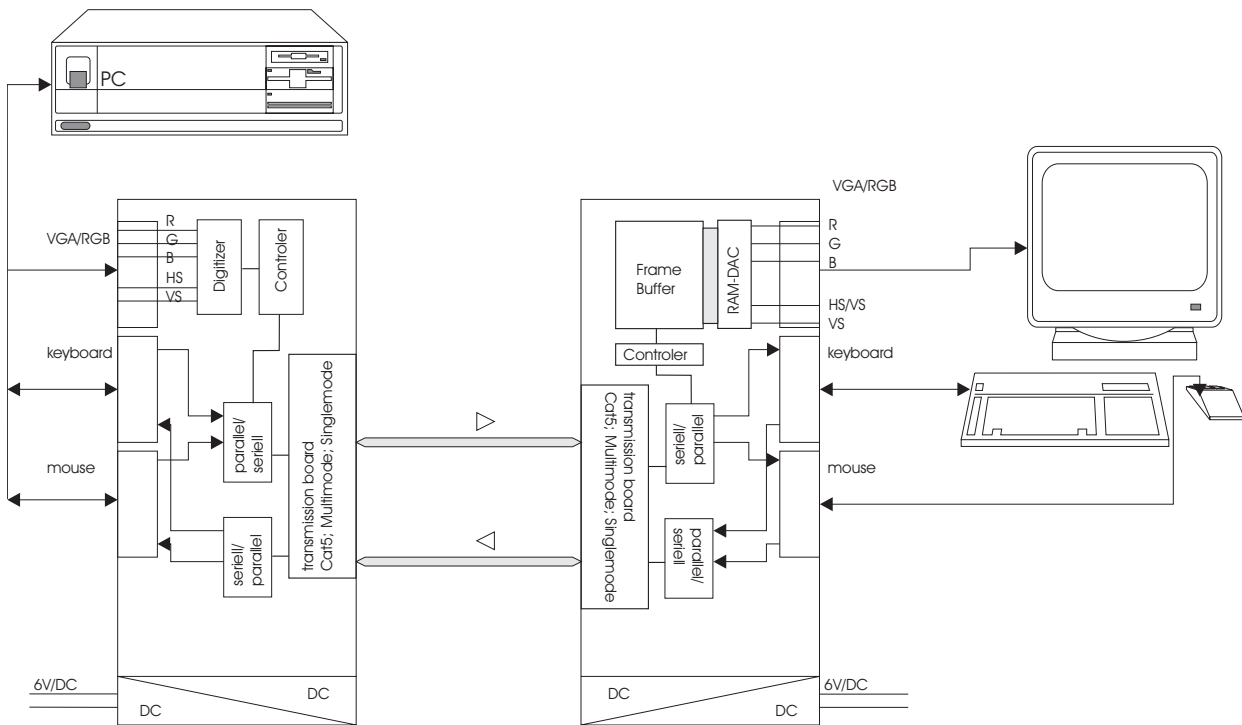 PC
VGA/RGB
R
G
B
HS
VS
Digitizer
Controler
keyboard
mouse
parallel/
seriell
seriell/
parallel
transmission board
Cat5; Multimode; Singlemode
6V/DC
DC
DC
VGA/RGB
Frame
Buffer
RAM-DAC
R
G
B
HS/VS
VS
Controler
keyboard
mouse
transmission board
Cat5; Multimode; Singlemode
seriell/
parallel
parallel/
seriell
DC
DC
6V/DC